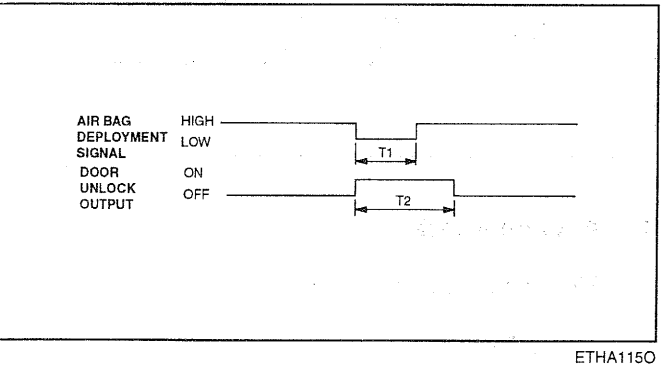 AIR BAG HIGH
DEPLOYMENT LOW
SIGNAL
T1
DOOR ON
UNLOCK OFF
OUTPUT
T2
ETHA115O